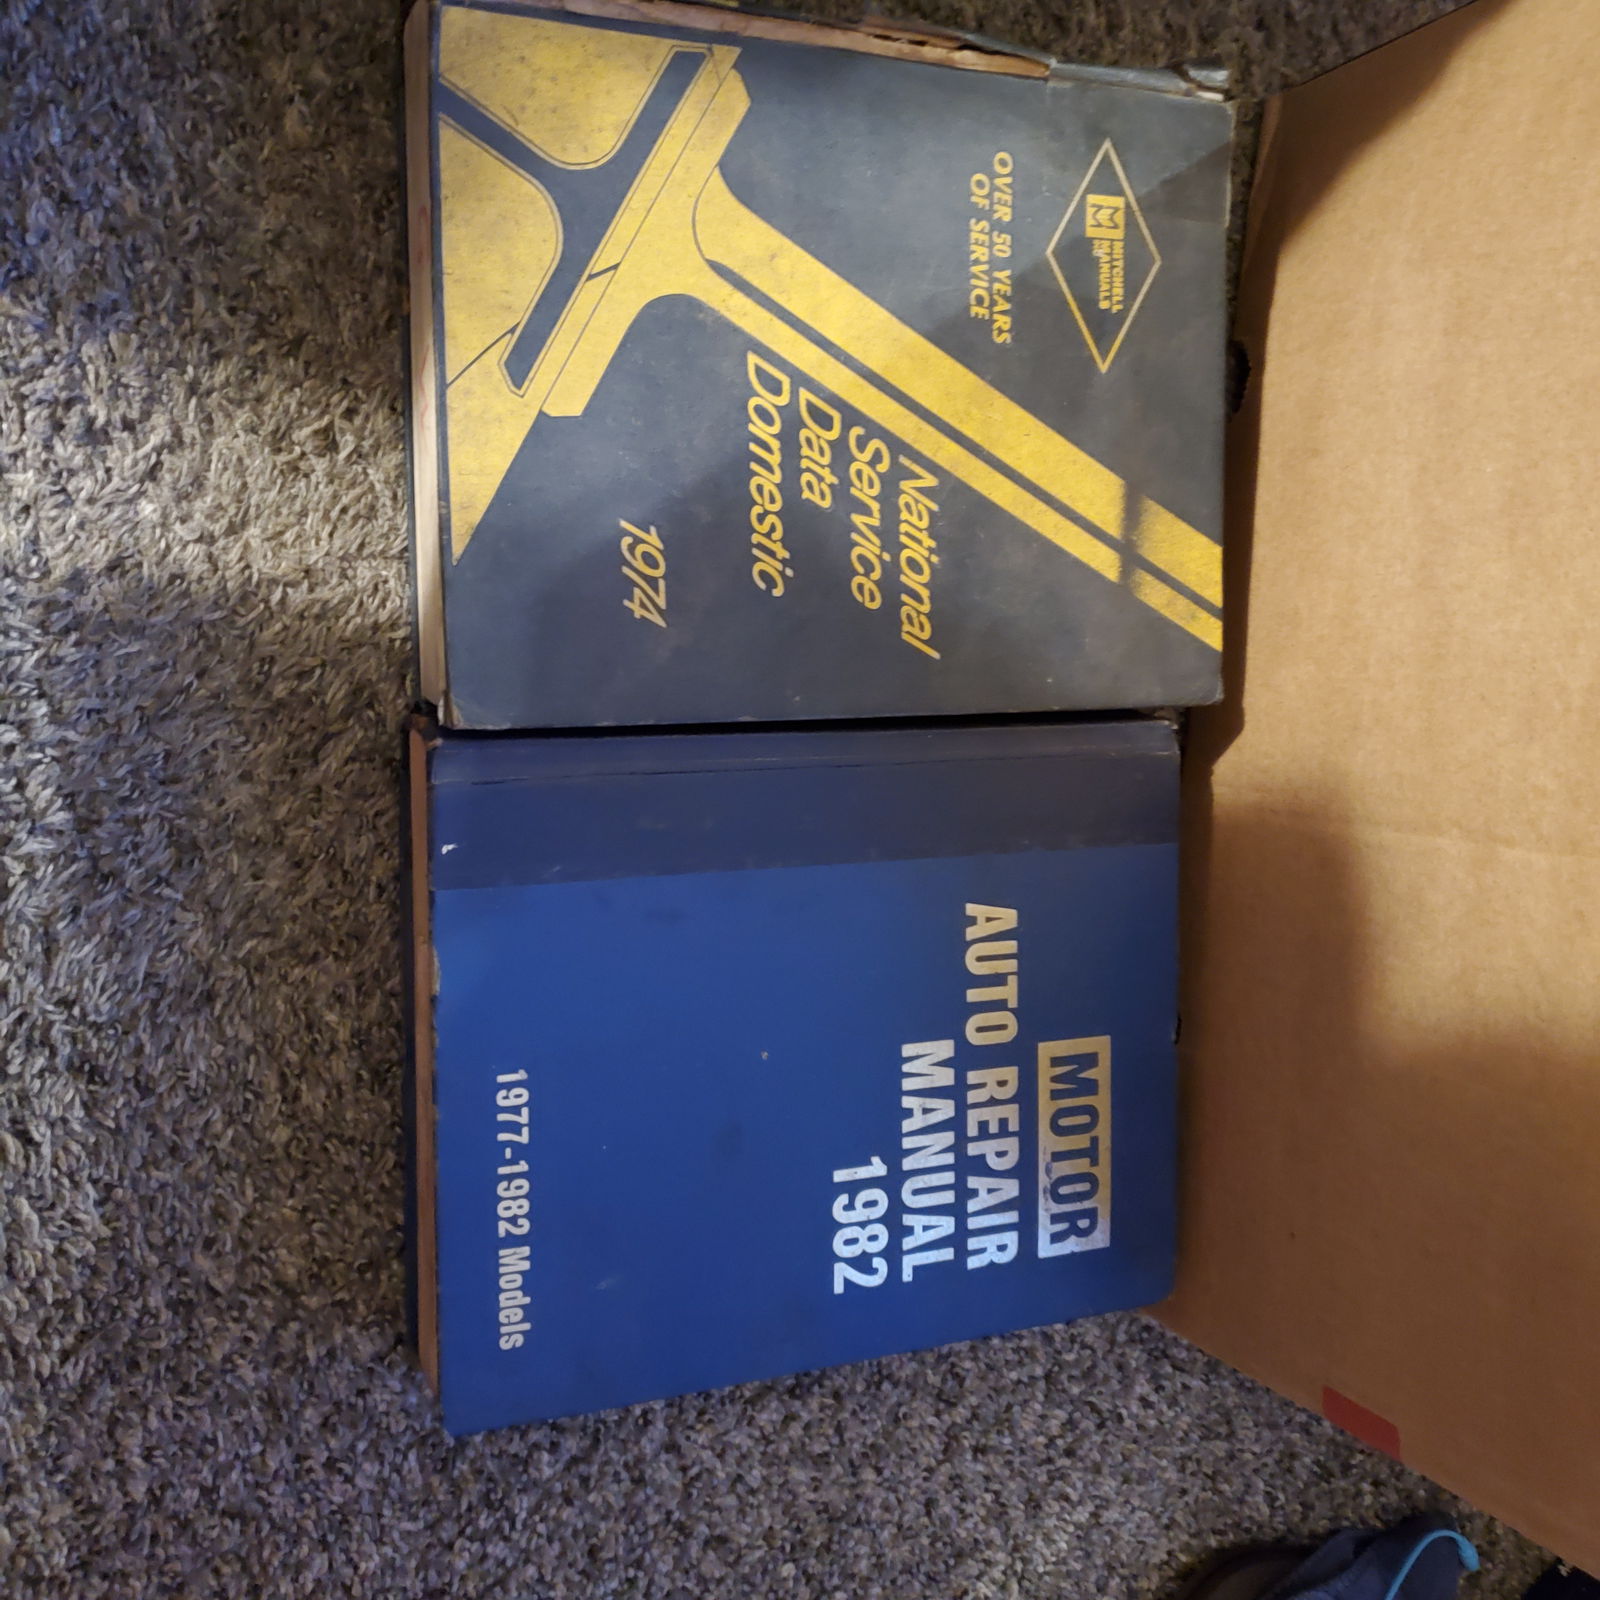 MITCHELL
MANUALS
OVER 50 YEARS
OF SERVICE
National
Service
Data
Domestic
1974
MOTOR
AUTO REPAIR
MANUAL
1982
1977-1982 Models